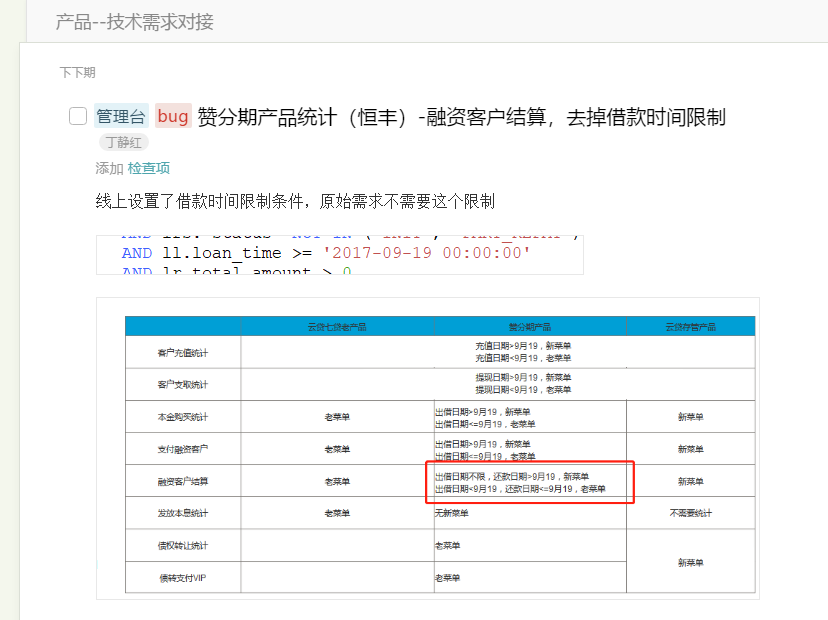 产品--技术需求对接
下下期
管理台 bug 赞分期产品统计（恒丰）-融资客户结算，去掉借款时间限制
丁静红
添加 检查项
线上设置了借款时间限制条件，原始需求不需要这个限制
AND ll.loan_time >= '2017-09-19 00:00:00'
AND lr.total_amount > 0
云贷七贷老产品 赞分期产品 云贷存管产品
客户充值统计 充值日期>9月19，新菜单
充值日期<9月19，老菜单
客户支取统计 提现日期>9月19，新菜单
提现日期<9月19，老菜单
本金购买统计 老菜单 出借日期>9月19，新菜单 新菜单
出借日期<=9月19，老菜单
支付融资客户 老菜单 出借日期>9月19，新菜单 新菜单
出借日期<=9月19，老菜单
融资客户结算 老菜单 出借日期不限，还款日期>9月19，新菜单 新菜单
出借日期<9月19，还款日期<=9月19，老菜单
发放本息统计 老菜单 无新菜单 不需要统计
债权转让统计 老菜单 新菜单
债转支付VIP 老菜单